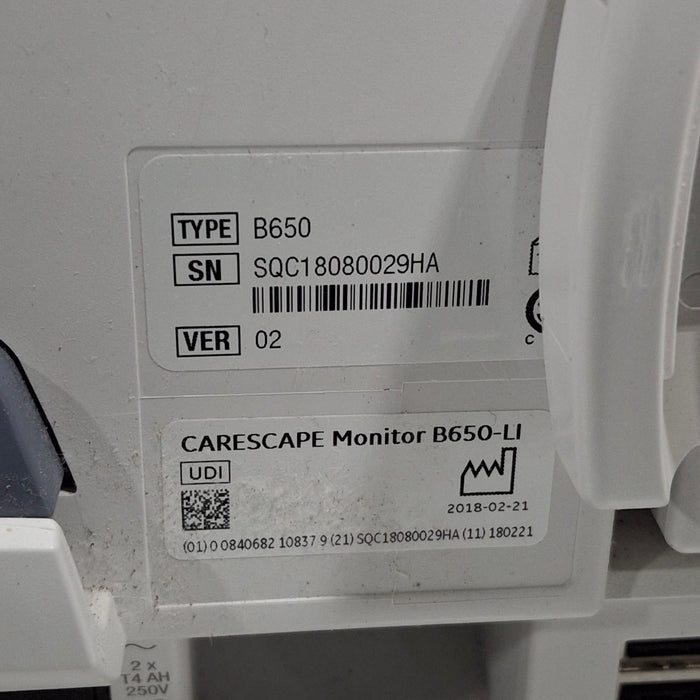 TYPE B650
SN SQC18080029HA
VER 02
C
CARESCAPE Monitor B650-LI
UDI
2018-02-21
(01) 0 0840682 10837 9 (21) SQC18080029HA (11) 180221
2 x
T4 AH
250V